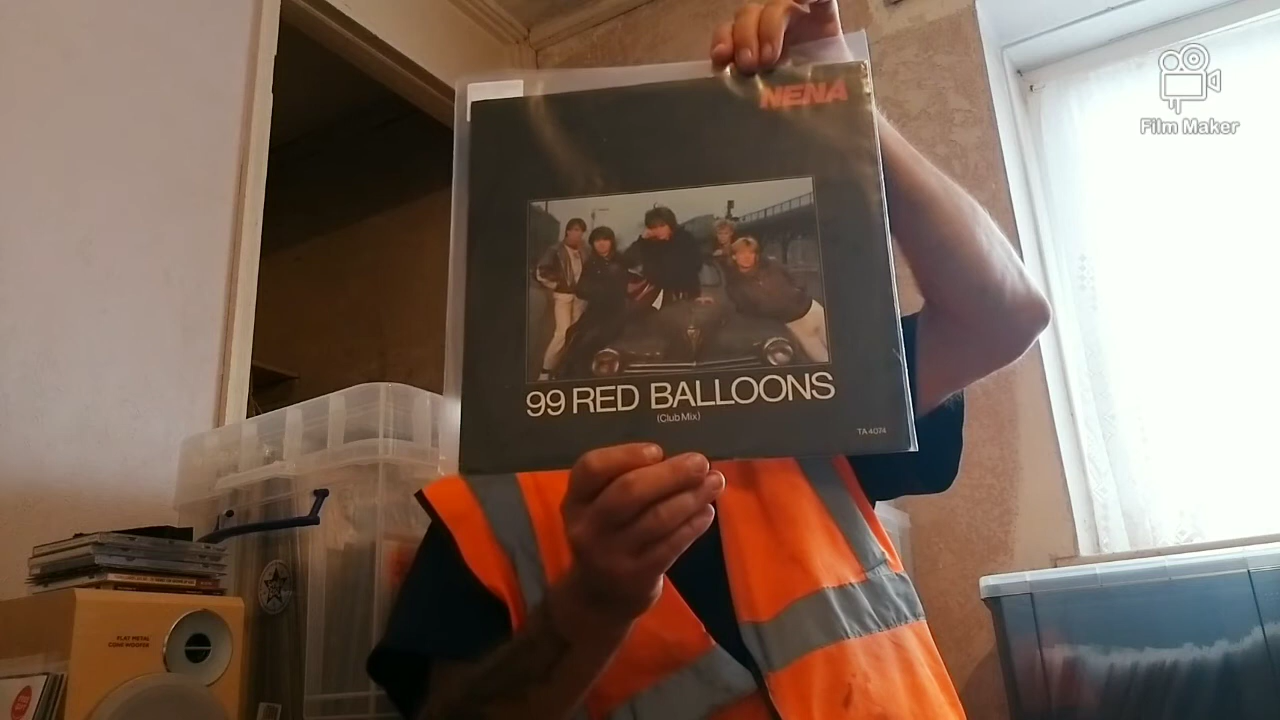 NENA
99 RED BALLOONS
(Club Mix)
TA 4074
Film Maker
FLAT METAL
CONE WOOFER